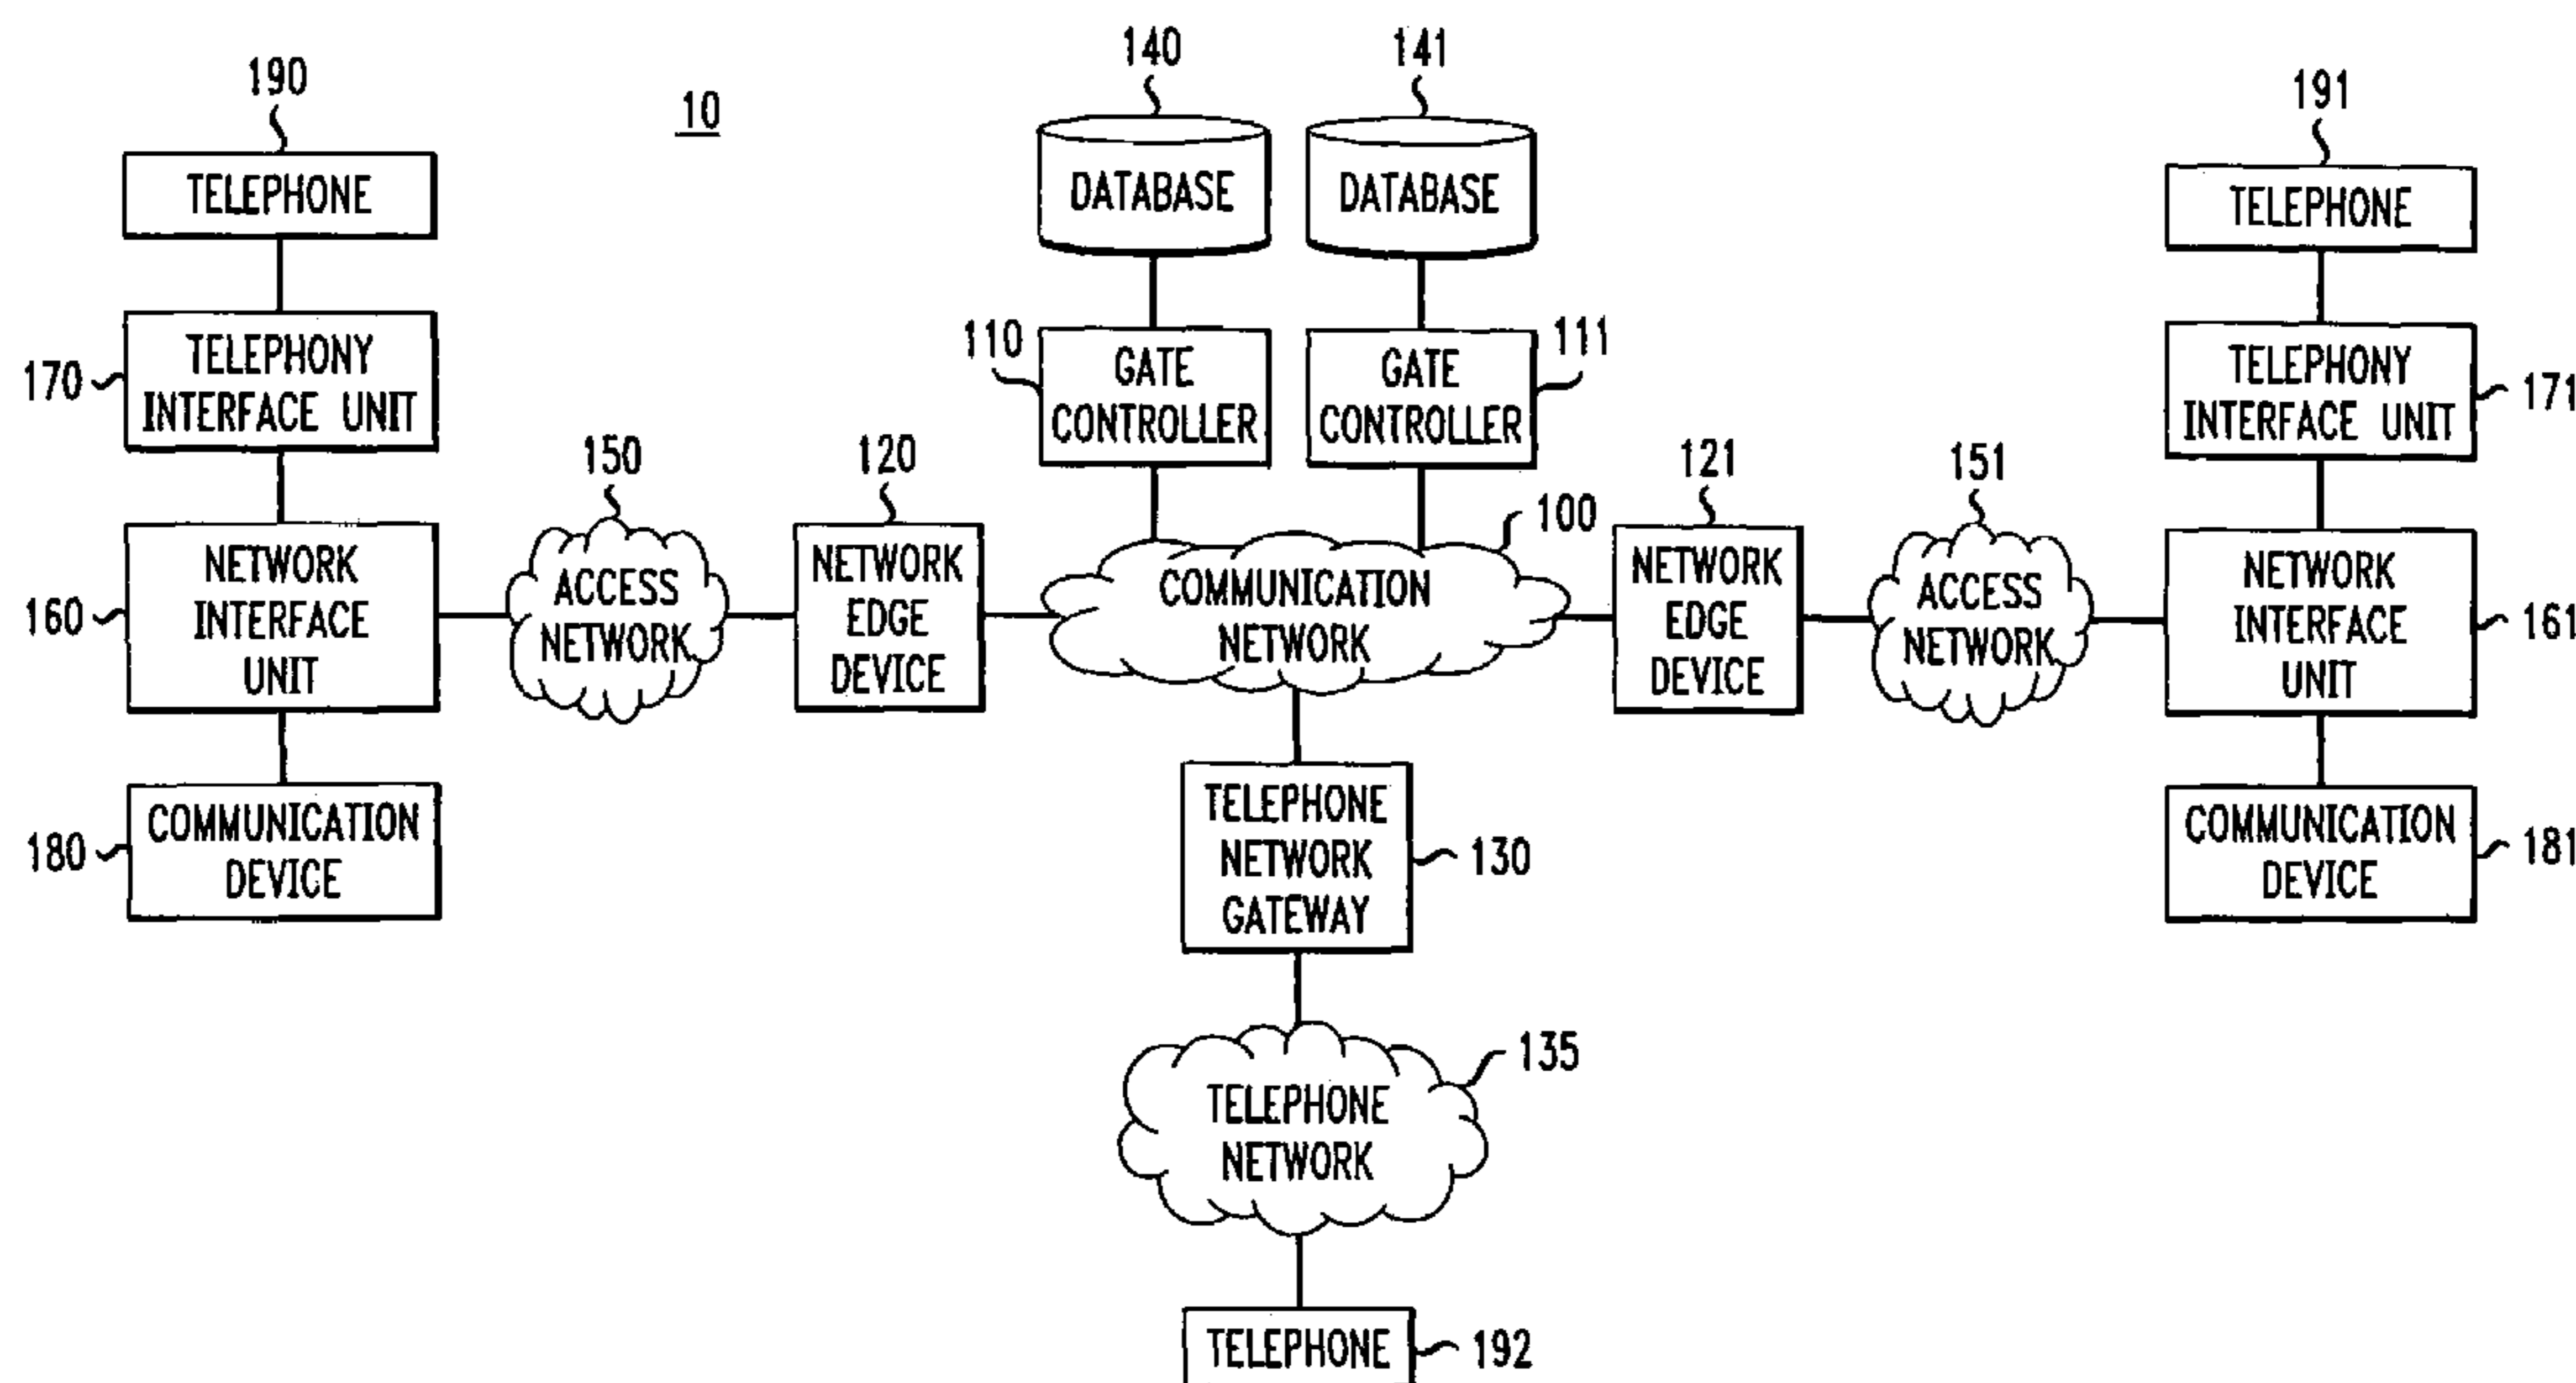 140
141
190
10
191
TELEPHONE
DATABASE
DATABASE
TELEPHONE
110
GATE
CONTROLLER
GATE
CONTROLLER
111
170
TELEPHONY
INTERFACE UNIT
TELEPHONY
INTERFACE UNIT
171
150
120
100
121
151
160
NETWORK
INTERFACE
UNIT
ACCESS
NETWORK
NETWORK
EDGE
DEVICE
COMMUNICATION
NETWORK
NETWORK
EDGE
DEVICE
ACCESS
NETWORK
NETWORK
INTERFACE
UNIT
161
180
COMMUNICATION
DEVICE
TELEPHONE
NETWORK
GATEWAY
130
COMMUNICATION
DEVICE
181
135
TELEPHONE
NETWORK
TELEPHONE
192